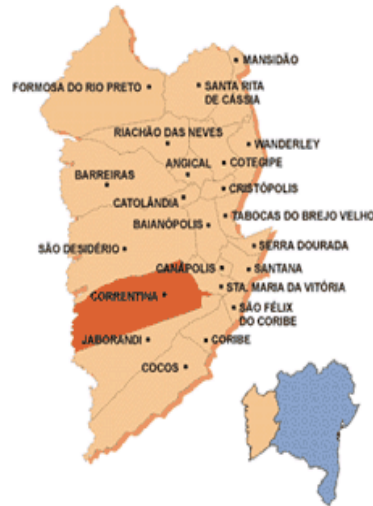 MANSIDÃO
FORMOSA DO RIO PRETO
SANTA RITA
DE CÁSSIA
RIACHÃO DAS NEVES
WANDERLEY
ANGICAL
COTEGIPE
BARREIRAS
CRISTÓPOLIS
CATOLÂNDIA
TABOCAS DO BREJO VELHO
BAIANÓPOLIS
SÃO DESIDÉRIO
SERRA DOURADA
CANÁPOLIS
SANTANA
STA. MARIA DA VITÓRIA
CORRENTINA
SÃO FÉLIX
DO CORIBE
JABORANDI
CORIBE
COCOS